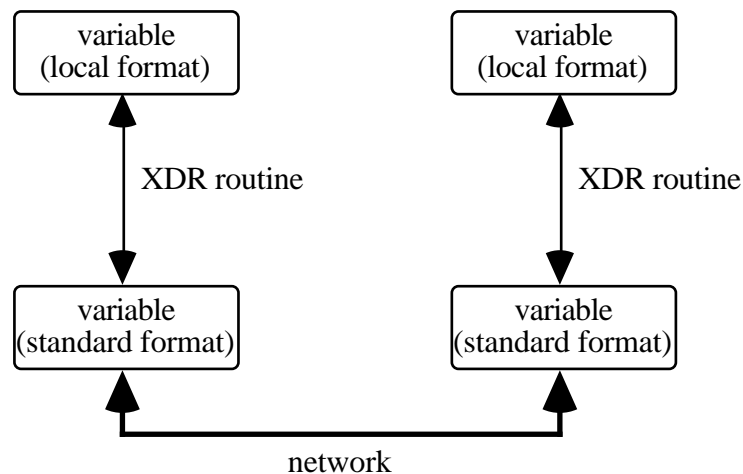 variable
(local format)
variable
(local format)
XDR routine
XDR routine
variable
(standard format)
variable
(standard format)
network